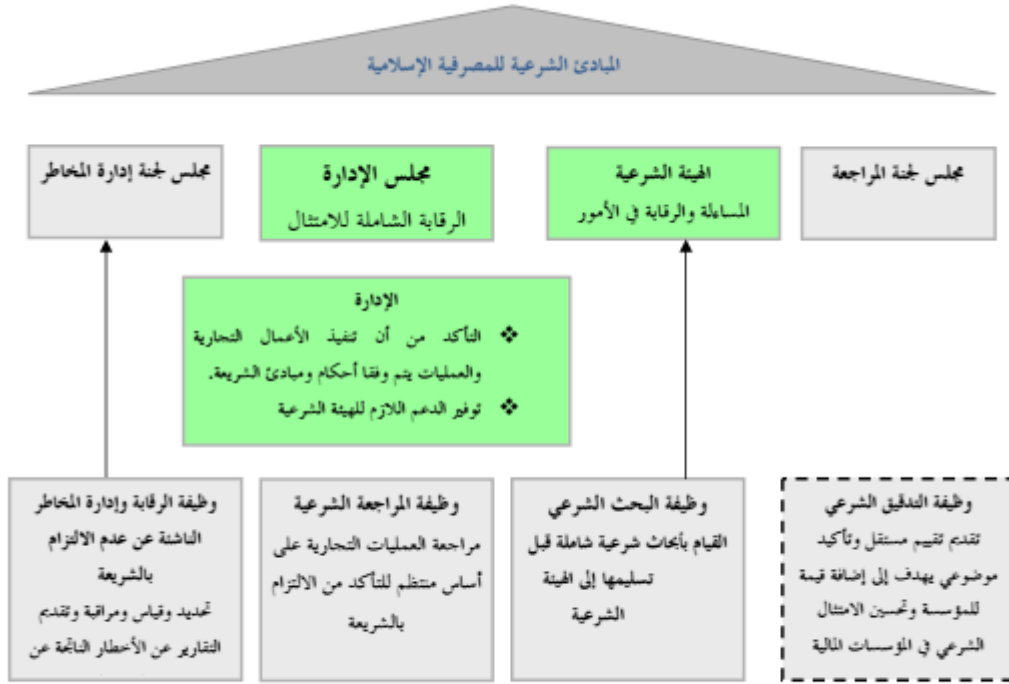 المبادئ الشرعية للمصرفية الإسلامية
مجلس لجنة المراجعة
الهيئة الشرعية
المساءلة والرقابة في الأمور
مجلس الإدارة
الرقابة الشاملة للامتثال
مجلس لجنة إدارة المخاطر
الإدارة
❖ التأكد من أن تنفيذ الأعمال التجارية
والعمليات يتم وفقا أحكام ومبادئ الشريعة.
❖ توفير الدعم اللازم للهيئة الشرعية
وظيفة التدقيق الشرعي
تقديم تقييم مستقل وتأكيد
موضوعي يهدف إلى إضافة قيمة
للمؤسسة وتحسين الامتثال
الشرعي في المؤسسات المالية
وظيفة البحث الشرعي
القيام بأبحاث شرعية شاملة قبل
تسليمها إلى الهيئة
الشرعية
وظيفة المراجعة الشرعية
مراجعة العمليات التجارية على
أساس منتظم للتأكد من الالتزام
بالشريعة
وظيفة الرقابة وإدارة المخاطر
الناشئة عن عدم الالتزام
بالشريعة
تحديد وقياس ومراقبة وتقديم
التقارير عن الأخطار الناتجة عن